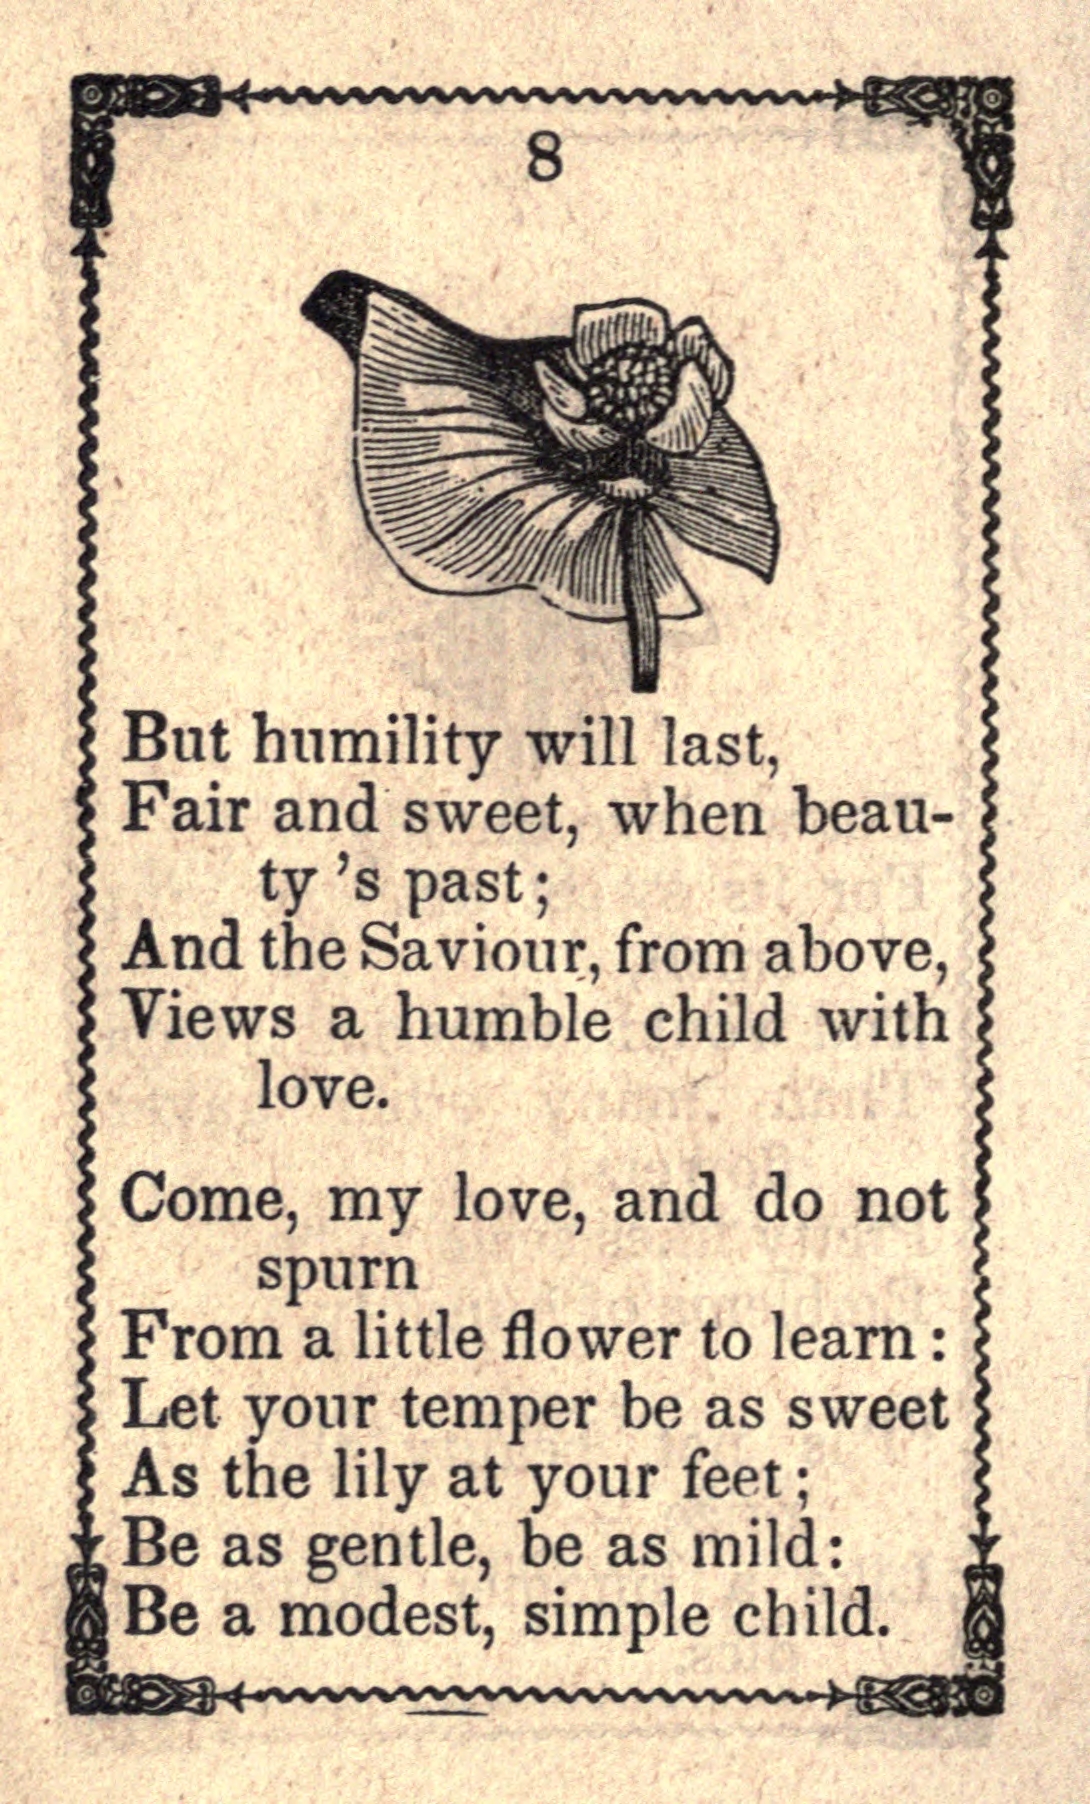 8
But humility will last,
Fair and sweet, when beau-
ty 's past;
And the Saviour, from above,
Views a humble child with
love.
Come, my love, and do not
spurn
From a little flower to learn :
Let your temper be as sweet
As the lily at your feet ;
Be as gentle, be as mild :
Be a modest, simple child.